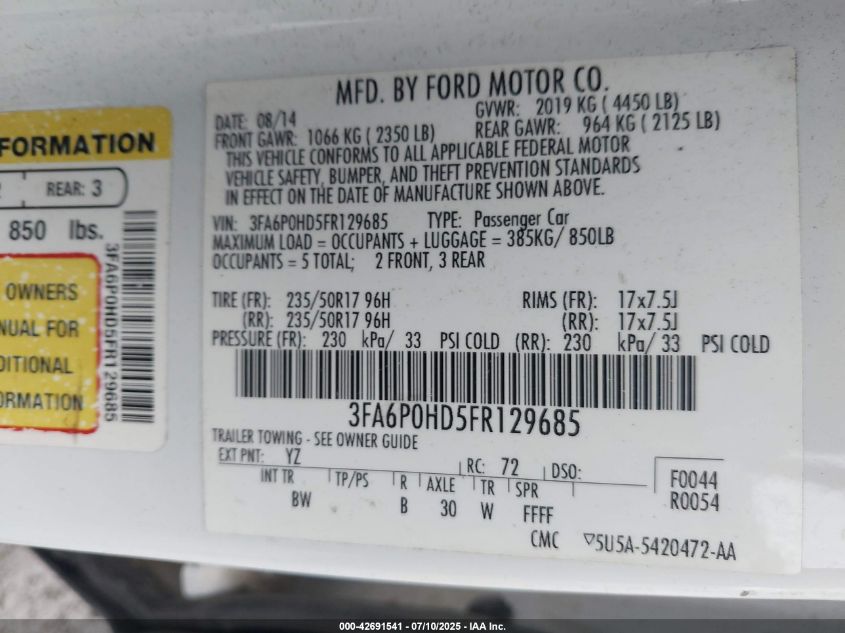 FORMATION
REAR: 3
850 lbs.
OWNERS
NUAL FOR
DITIONAL
ORMATION
3FA6P0HD5FR129685
MFD. BY FORD MOTOR CO.
DATE: 08/14 GVWR: 2019 KG ( 4450 LB)
FRONT GAWR: 1066 KG ( 2350 LB) REAR GAWR: 964 KG ( 2125 LB)
THIS VEHICLE CONFORMS TO ALL APPLICABLE FEDERAL MOTOR
VEHICLE SAFETY, BUMPER, AND THEFT PREVENTION STANDARDS
IN EFFECT ON THE DATE OF MANUFACTURE SHOWN ABOVE.
VIN: 3FA6P0HD5FR129685 TYPE: Passenger Car
MAXIMUM LOAD = OCCUPANTS + LUGGAGE = 385KG/ 850LB
OCCUPANTS = 5 TOTAL; 2 FRONT, 3 REAR
TIRE (FR): 235/50R17 96H RIMS (FR): 17x7.5J
(RR): 235/50R17 96H (RR): 17x7.5J
PRESSURE (FR): 230 kPa/ 33 PSI COLD (RR): 230 kPa/ 33 PSI COLD
3FA6P0HD5FR129685
TRAILER TOWING - SEE OWNER GUIDE
EXT PNT: YZ RC: 72 DSO: F0044
INT TR TP/PS R AXLE TR SPR R0054
BW B 30 W FFFF
CMC ▽5U5A-5420472-AA
000-42691541 / 07/10/2025 - IAA Inc.